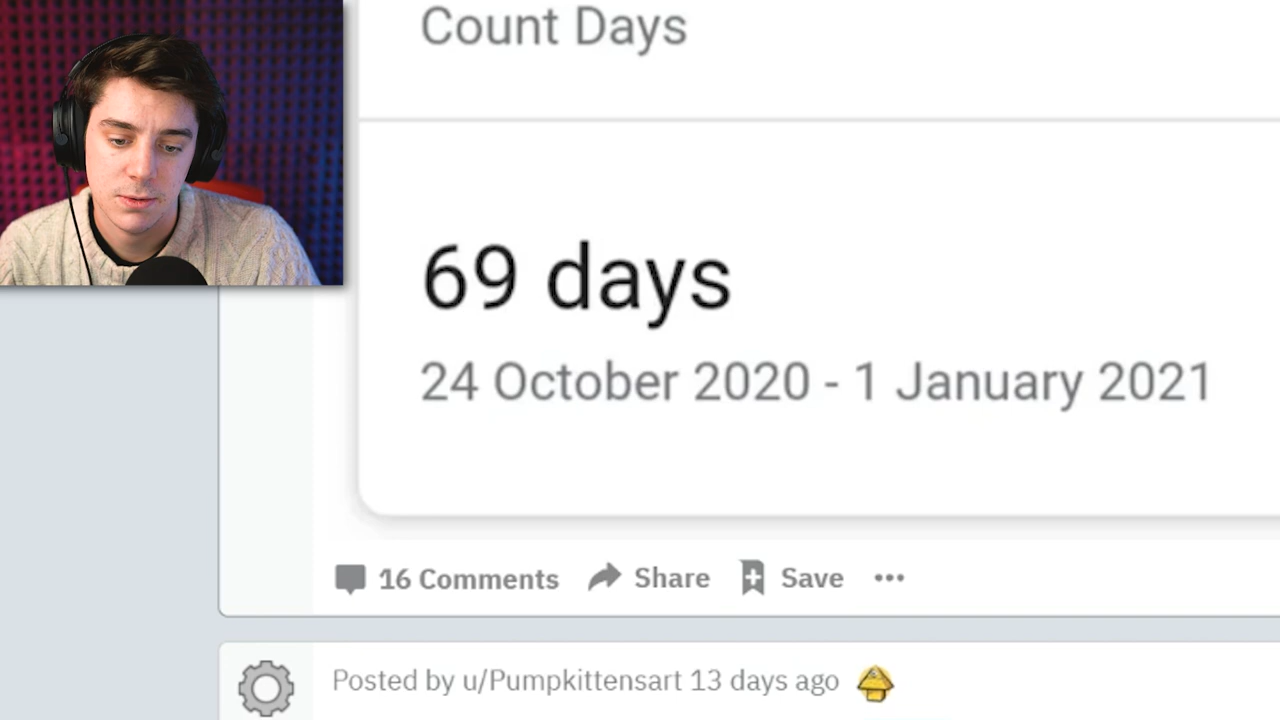 Count Days
69 days
24 October 2020 - 1 January 2021
16 Comments Share Save
Posted by u/Pumpkittensart 13 days ago